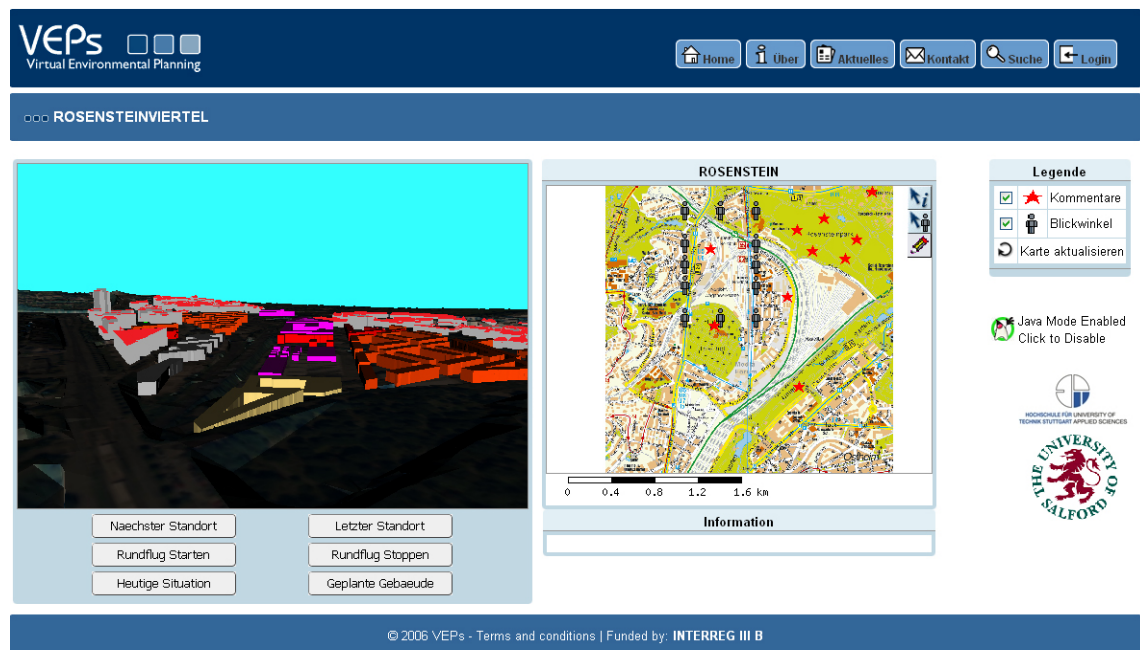 VEPs
Virtual Environmental Planning
Home
Über
Aktuelles
Kontakt
Suche
Login
ROSENSTEINVIERTEL
ROSENSTEIN
0 0.4 0.8 1.2 1.6 km
Information
Naechster Standort
Letzter Standort
Rundflug Starten
Rundflug Stoppen
Heutige Situation
Geplante Gebaeude
Legende
Kommentare
Blickwinkel
Karte aktualisieren
Java Mode Enabled
Click to Disable
HOCHSCHULE FÜR UNIVERSITY OF
TECHNIK STUTTGART APPLIED SCIENCES
THE UNIVERSITY OF SALFORD
Ostheim
© 2006 VEPs - Terms and conditions | Funded by: INTERREG III B